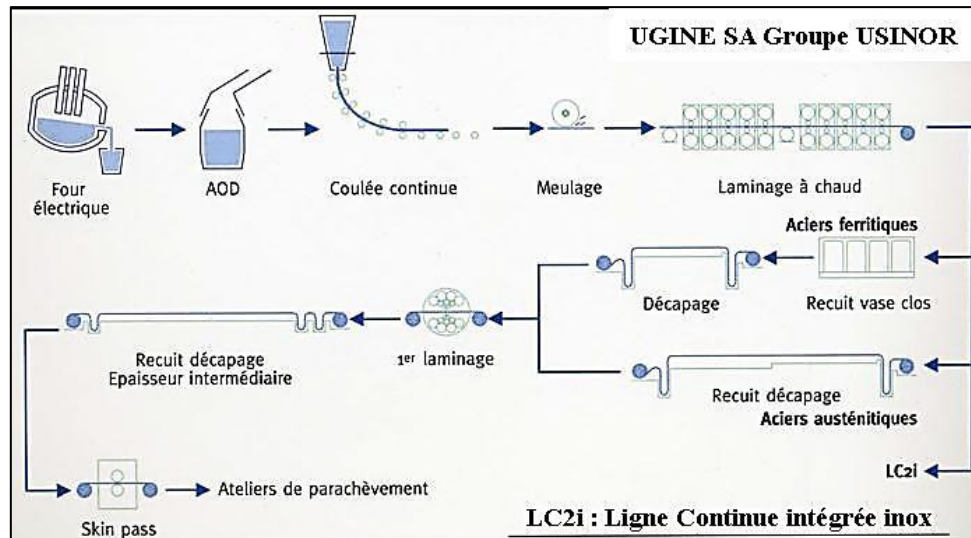 UGINE SA Groupe USINOR
Four
électrique
AOD
Coulée continue
Meulage
Laminage à chaud
Aciers ferritiques
Décapage
Recuit vase clos
Recuit décapage
Epaisseur intermédiaire
1er laminage
Recuit décapage
Aciers austénitiques
LC2i
Ateliers de parachèvement
Skin pass
LC2i : Ligne Continue intégrée inox